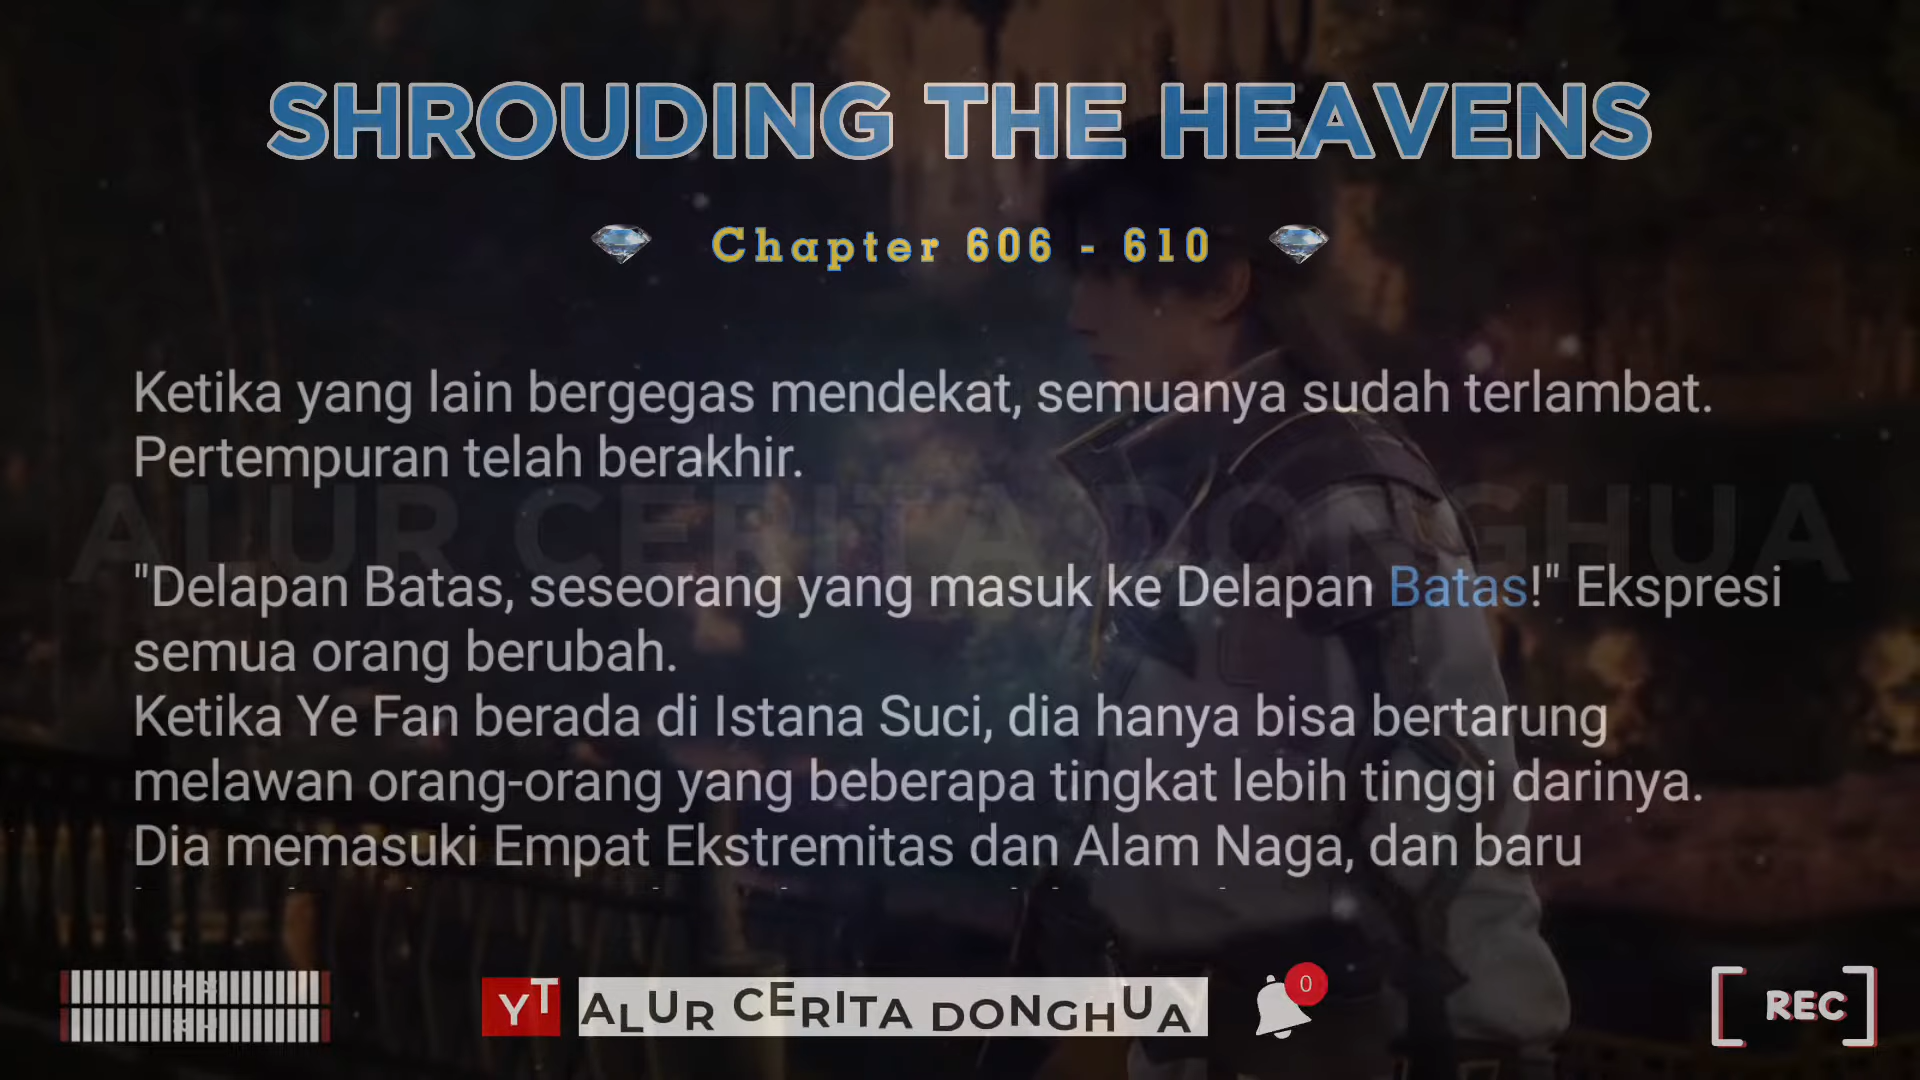 SHROUDING THE HEAVENS
Chapter 606 - 610
Ketika yang lain bergegas mendekat, semuanya sudah terlambat.
Pertempuran telah berakhir.
ALUR CERITA DONGHUA
"Delapan Batas, seseorang yang masuk ke Delapan Batas!" Ekspresi
semua orang berubah.
Ketika Ye Fan berada di Istana Suci, dia hanya bisa bertarung
melawan orang-orang yang beberapa tingkat lebih tinggi darinya.
Dia memasuki Empat Ekstremitas dan Alam Naga, dan baru
YT ALUR CERITA DONGHUA
0
REC